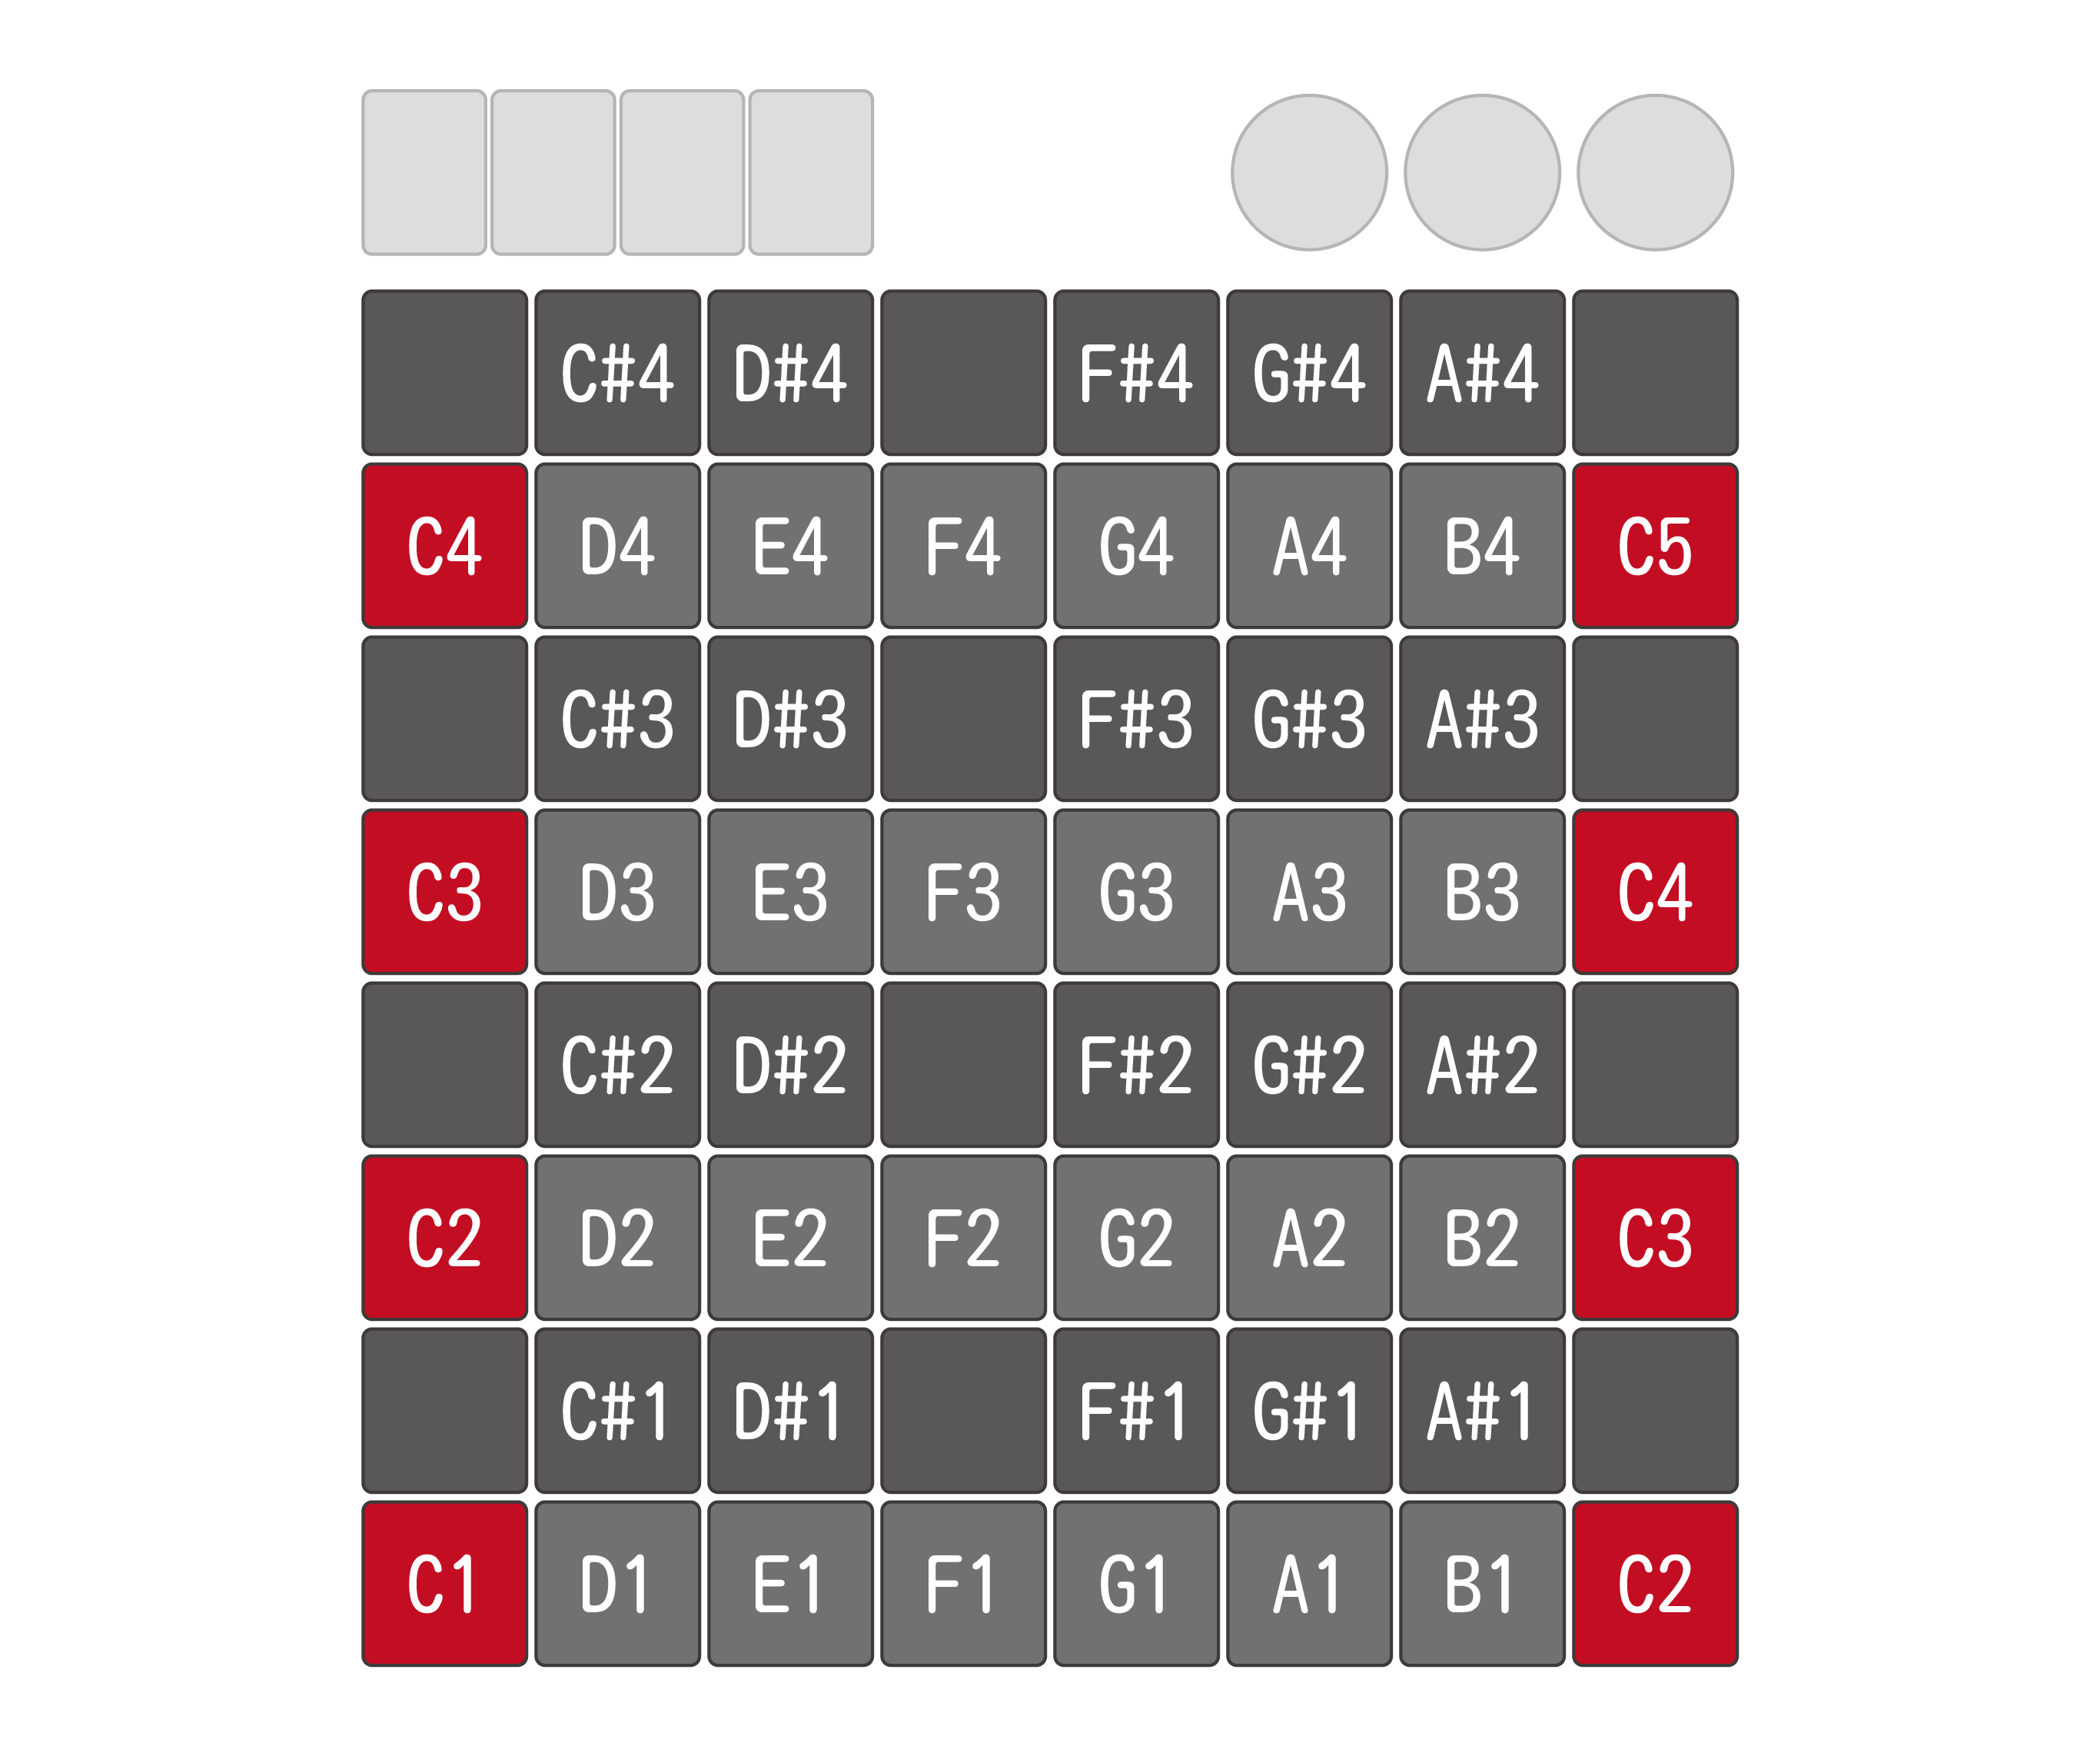 C#4 D#4 F#4 G#4 A#4
C4 D4 E4 F4 G4 A4 B4 C5
C#3 D#3 F#3 G#3 A#3
C3 D3 E3 F3 G3 A3 B3 C4
C#2 D#2 F#2 G#2 A#2
C2 D2 E2 F2 G2 A2 B2 C3
C#1 D#1 F#1 G#1 A#1
C1 D1 E1 F1 G1 A1 B1 C2